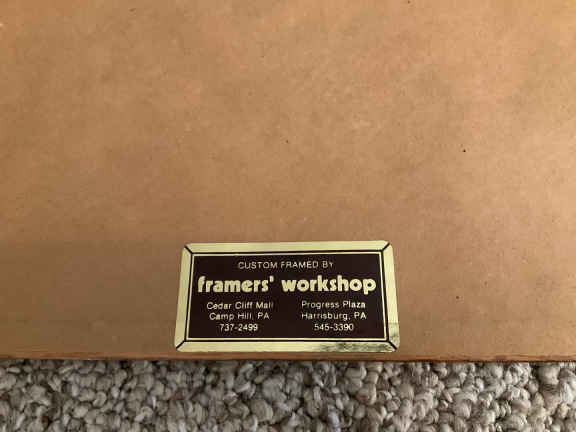 CUSTOM FRAMED BY
framers' workshop
Cedar Cliff Mall Progress Plaza
Camp Hill, PA Harrisburg, PA
737-2499 545-3390